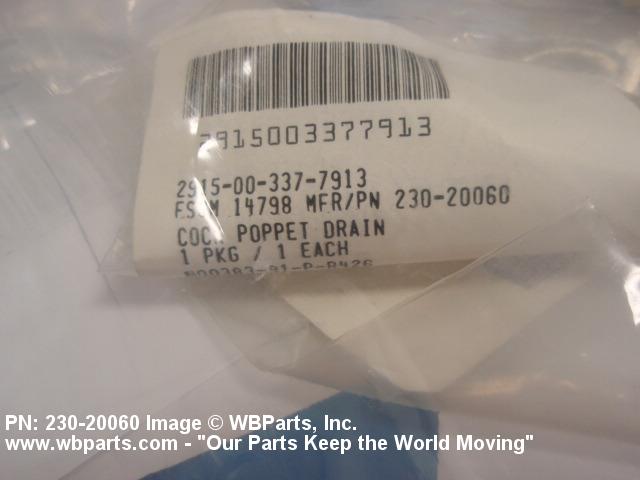 2915003377913
2915-00-337-7913
FSCM 14798 MFR/PN 230-20060
COCK POPPET DRAIN
1 PKG / 1 EACH
PN: 230-20060 Image © WBParts, Inc.
www.wbparts.com - "Our Parts Keep the World Moving"